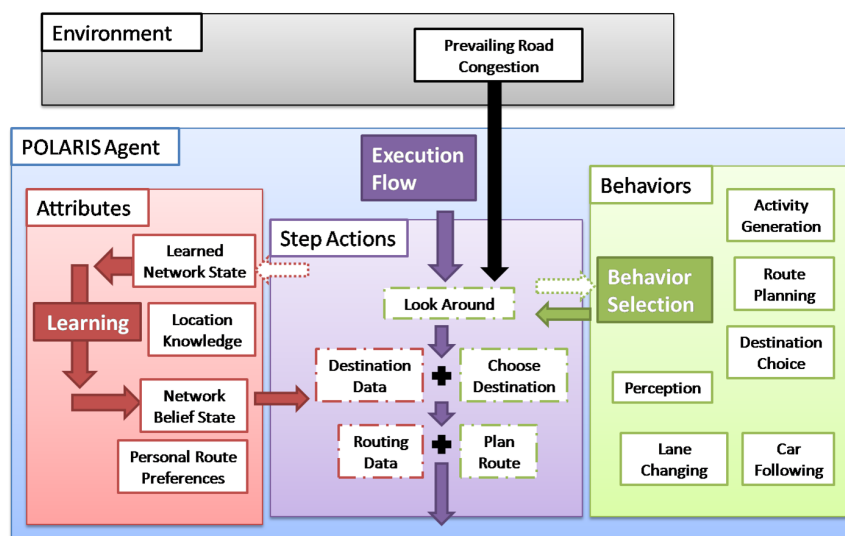 Environment
Prevailing Road
Congestion
POLARIS Agent
Execution
Flow
Attributes
Learned
Network State
Learning
Location
Knowledge
Network
Belief State
Personal Route
Preferences
Step Actions
Look Around
Destination
Data
Choose
Destination
Routing
Data
Plan
Route
Behaviors
Behavior
Selection
Activity
Generation
Route
Planning
Destination
Choice
Perception
Lane
Changing
Car
Following